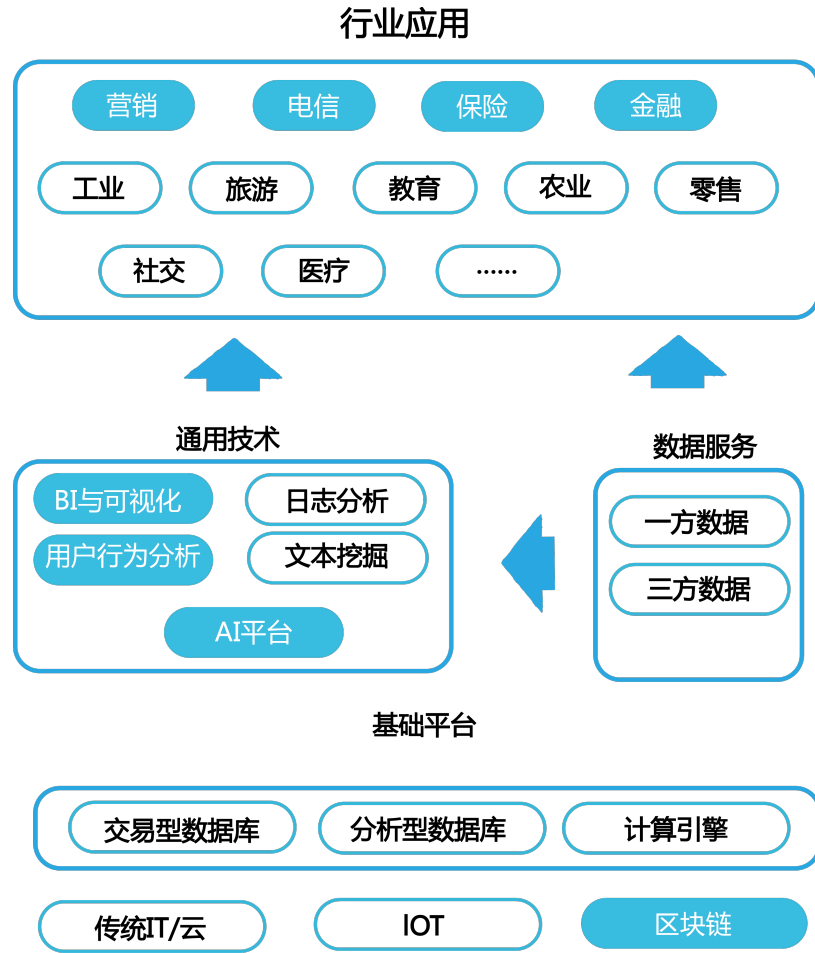 行业应用
营销 电信 保险 金融
工业 旅游 教育 农业 零售
社交 医疗 ······
通用技术
BI与可视化 日志分析
用户行为分析 文本挖掘
AI平台
数据服务
一方数据
三方数据
基础平台
交易型数据库 分析型数据库 计算引擎
传统IT/云 IOT 区块链